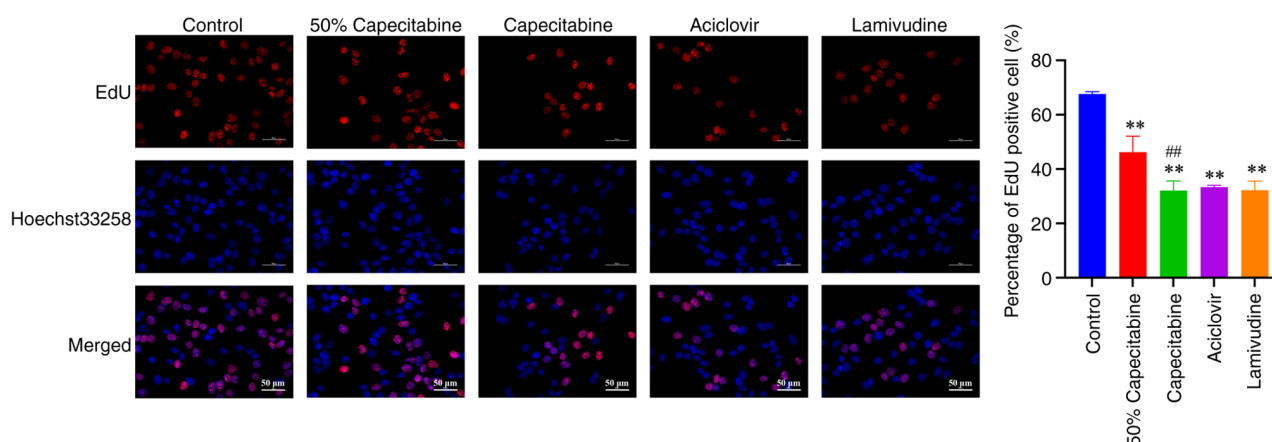 Control 50% Capecitabine Capecitabine Aciclovir Lamivudine
EdU
Hoechst33258
Merged
50 μm 50 μm 50 μm 50 μm 50 μm
Percentage of EdU positive cell (%)
80
60
40
20
0
**
##
**
**
**
Control
50% Capecitabine
Capecitabine
Aciclovir
Lamivudine